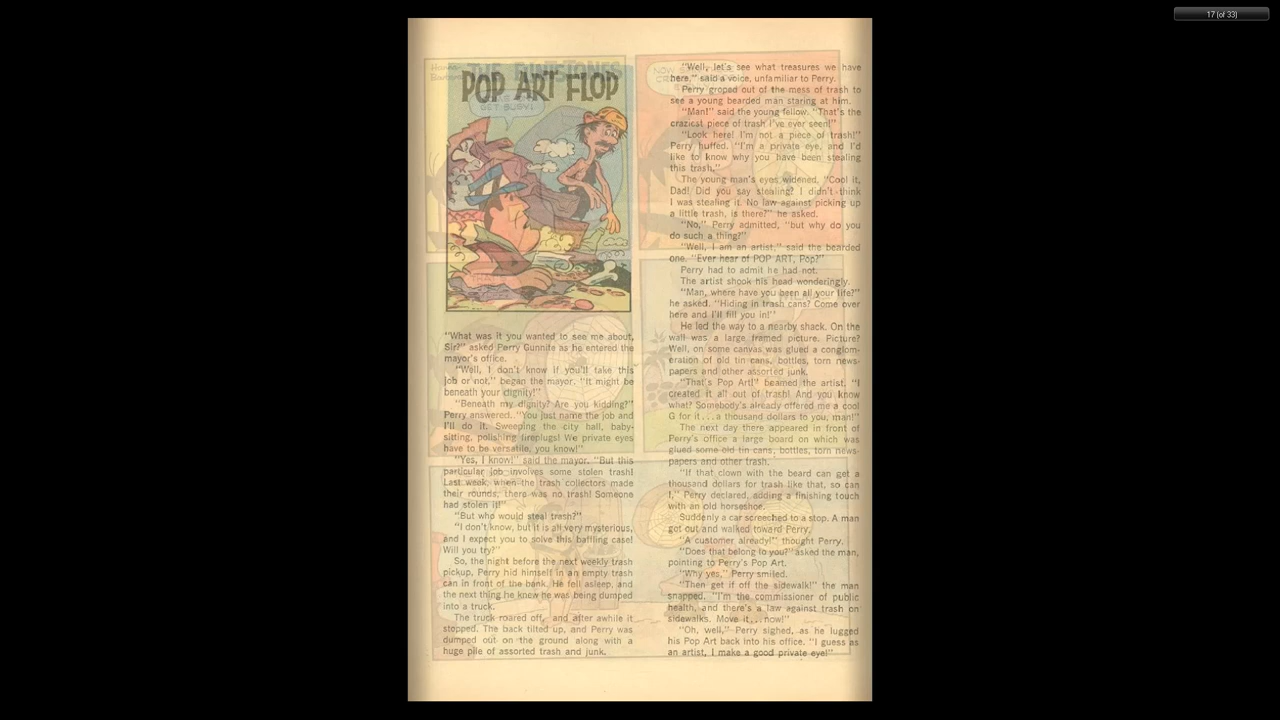 17 (of 33)
POP ART FLOP
"What was it you wanted to see me about,
Sir?" asked Perry Gunnite as he entered the
mayor's office.
"Well, I don't know if you'll take this
job or not," began the mayor. "It might be
beneath your dignity!"
"Beneath my dignity? Are you kidding?"
Perry answered. "You just name the job and
I'll do it. Sweeping the city hall, baby-
sitting, polishing fireplugs! We private eyes
have to be versatile, you know!"
"Yes, I know!" said the mayor. "But this
particular job involves some stolen trash!
Last week, when the trash collectors made
their rounds, there was no trash! Someone
had stolen it!"
"But who would steal trash?"
"I don't know, but it is all very mysterious,
and I expect you to solve this baffling case!
Will you try?"
So, the night before the next weekly trash
pickup, Perry hid himself in an empty trash
can in front of the bank. He fell asleep, and
the next thing he knew he was being dumped
into a truck.
The truck roared off, and after awhile it
stopped. The back tilted up, and Perry was
dumped out on the ground along with a
huge pile of assorted trash and junk.
"Well, let's see what treasures we have
here," said a voice, unfamiliar to Perry.
Perry groped out of the mess of trash to
see a young bearded man staring at him.
"Man!" said the young fellow. "That's the
craziest piece of trash I've ever seen!"
"Look here! I'm not a piece of trash!"
Perry huffed. "I'm a private eye, and I'd
like to know why you have been stealing
this trash."
The young man's eyes widened. "Cool it,
Dad! Did you say stealing? I didn't think
I was stealing it. No law against picking up
a little trash, is there?" he asked.
"No," Perry admitted, "but why do you
do such a thing?"
"Well, I am an artist," said the bearded
one. "Ever hear of POP ART, Pop?"
Perry had to admit he had not.
The artist shook his head wonderingly.
"Man, where have you been all your life?"
he asked. "Hiding in trash cans? Come over
here and I'll fill you in!"
He led the way to a nearby shack. On the
wall was a large framed picture. Picture?
Well, on some canvas was glued a conglom-
eration of old tin cans, bottles, torn news-
papers and other assorted junk.
"That's Pop Art!" beamed the artist. "I
created it all out of trash! And you know
what? Somebody's already offered me a cool
G for it...a thousand dollars to you, man!"
The next day there appeared in front of
Perry's office a large board on which was
glued some old tin cans, bottles, torn news-
papers and other trash.
"If that clown with the beard can get a
thousand dollars for trash like that, so can
I," Perry declared, adding a finishing touch
with an old horseshoe.
Suddenly a car screeched to a stop. A man
got out and walked toward Perry.
"A customer already!" thought Perry.
"Does that belong to you?" asked the man,
pointing to Perry's Pop Art.
"Why yes," Perry smiled.
"Then get if off the sidewalk!" the man
snapped. "I'm the commissioner of public
health, and there's a law against trash on
sidewalks. Move it...now!"
"Oh, well," Perry sighed, as he lugged
his Pop Art back into his office. "I guess as
an artist, I make a good private eye!"